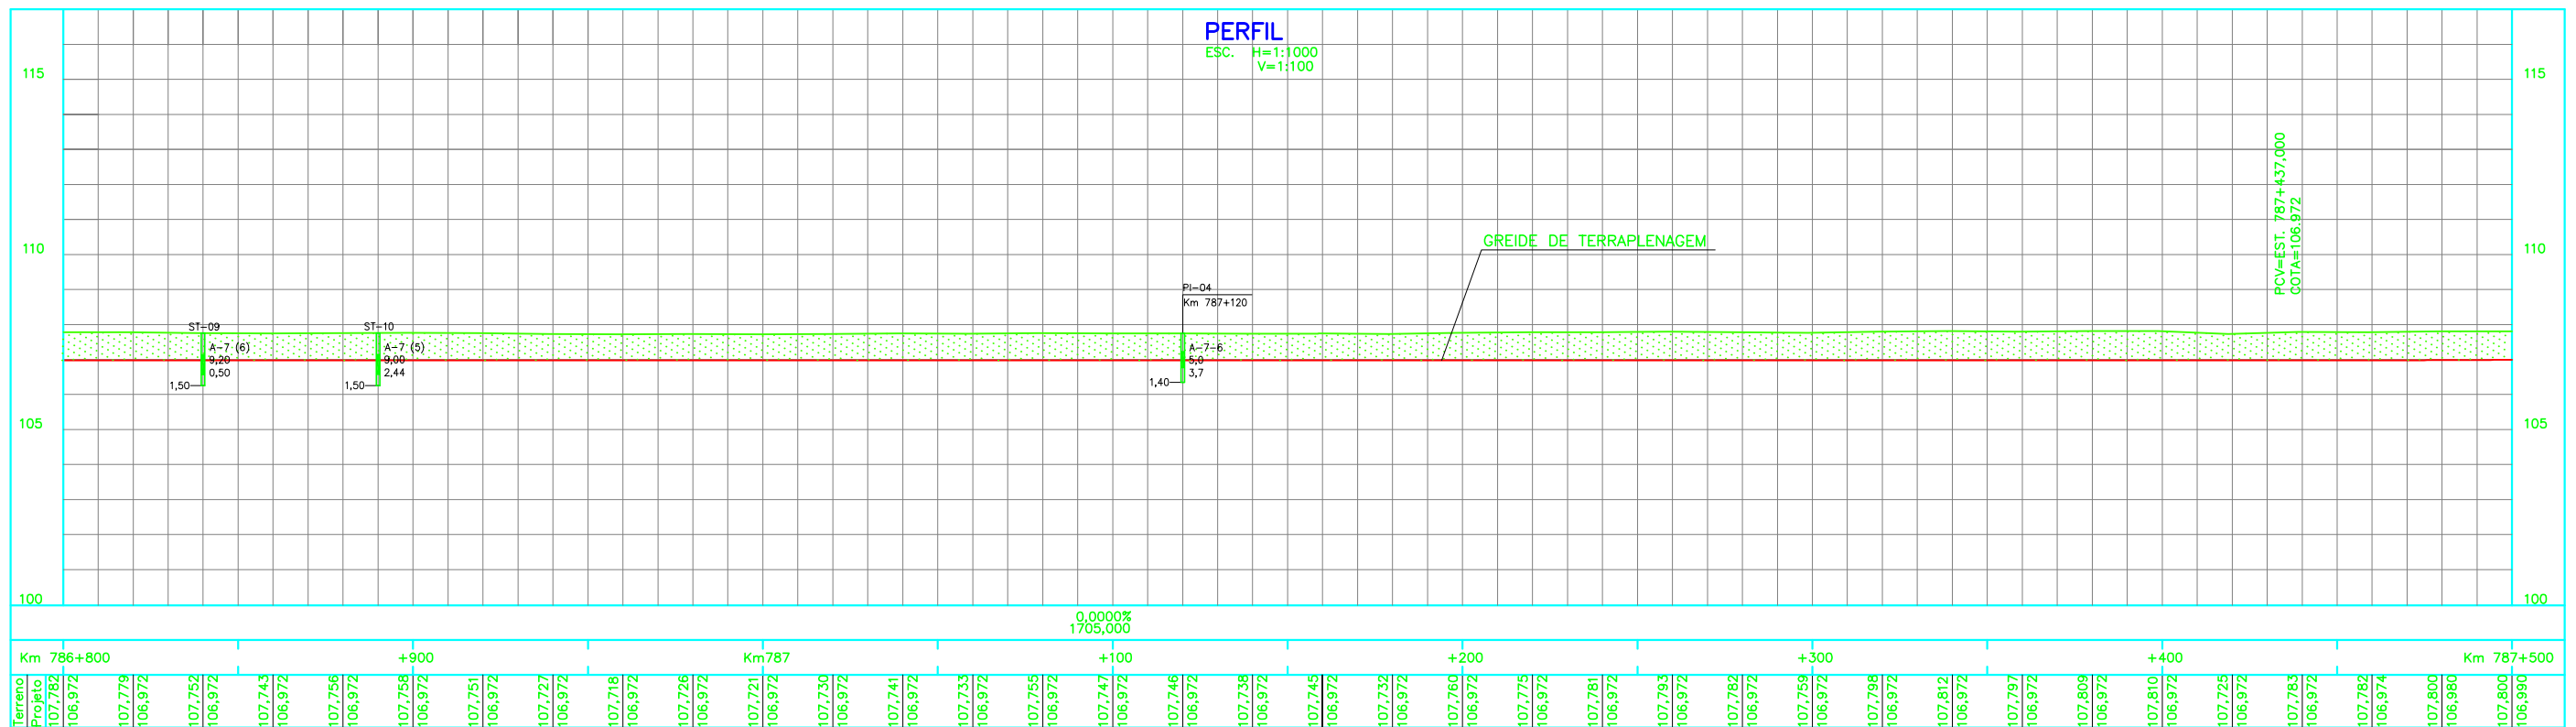 PERFIL
ESC. H=1:1000
V=1:100
115
115
110
110
105
105
100
100
PCV=EST. 787+437,000
COTA=106.972
GREIDE DE TERRAPLENAGEM
PI-04
Km 787+120
ST-09
A-7 (6)
9,20
0,50
1,50
ST-10
A-7 (5)
9,00
2,44
1,50
A-7-6
5,0
3,7
1,40
0,0000%
1705,000
Km 786+800 +900 Km787 +100 +200 +300 +400 Km 787+500
Terreno 107,782 107,779 107,752 107,743 107,756 107,758 107,751 107,727 107,718 107,726 107,721 107,730 107,741 107,733 107,755 107,747 107,746 107,738 107,745 107,732 107,760 107,775 107,781 107,793 107,782 107,759 107,798 107,812 107,797 107,809 107,810 107,725 107,783 107,782 107,800 107,800
Projeto 106,972 106,972 106,972 106,972 106,972 106,972 106,972 106,972 106,972 106,972 106,972 106,972 106,972 106,972 106,972 106,972 106,972 106,972 106,972 106,972 106,972 106,972 106,972 106,972 106,972 106,972 106,972 106,972 106,972 106,972 106,972 106,972 106,972 106,974 106,980 106,990